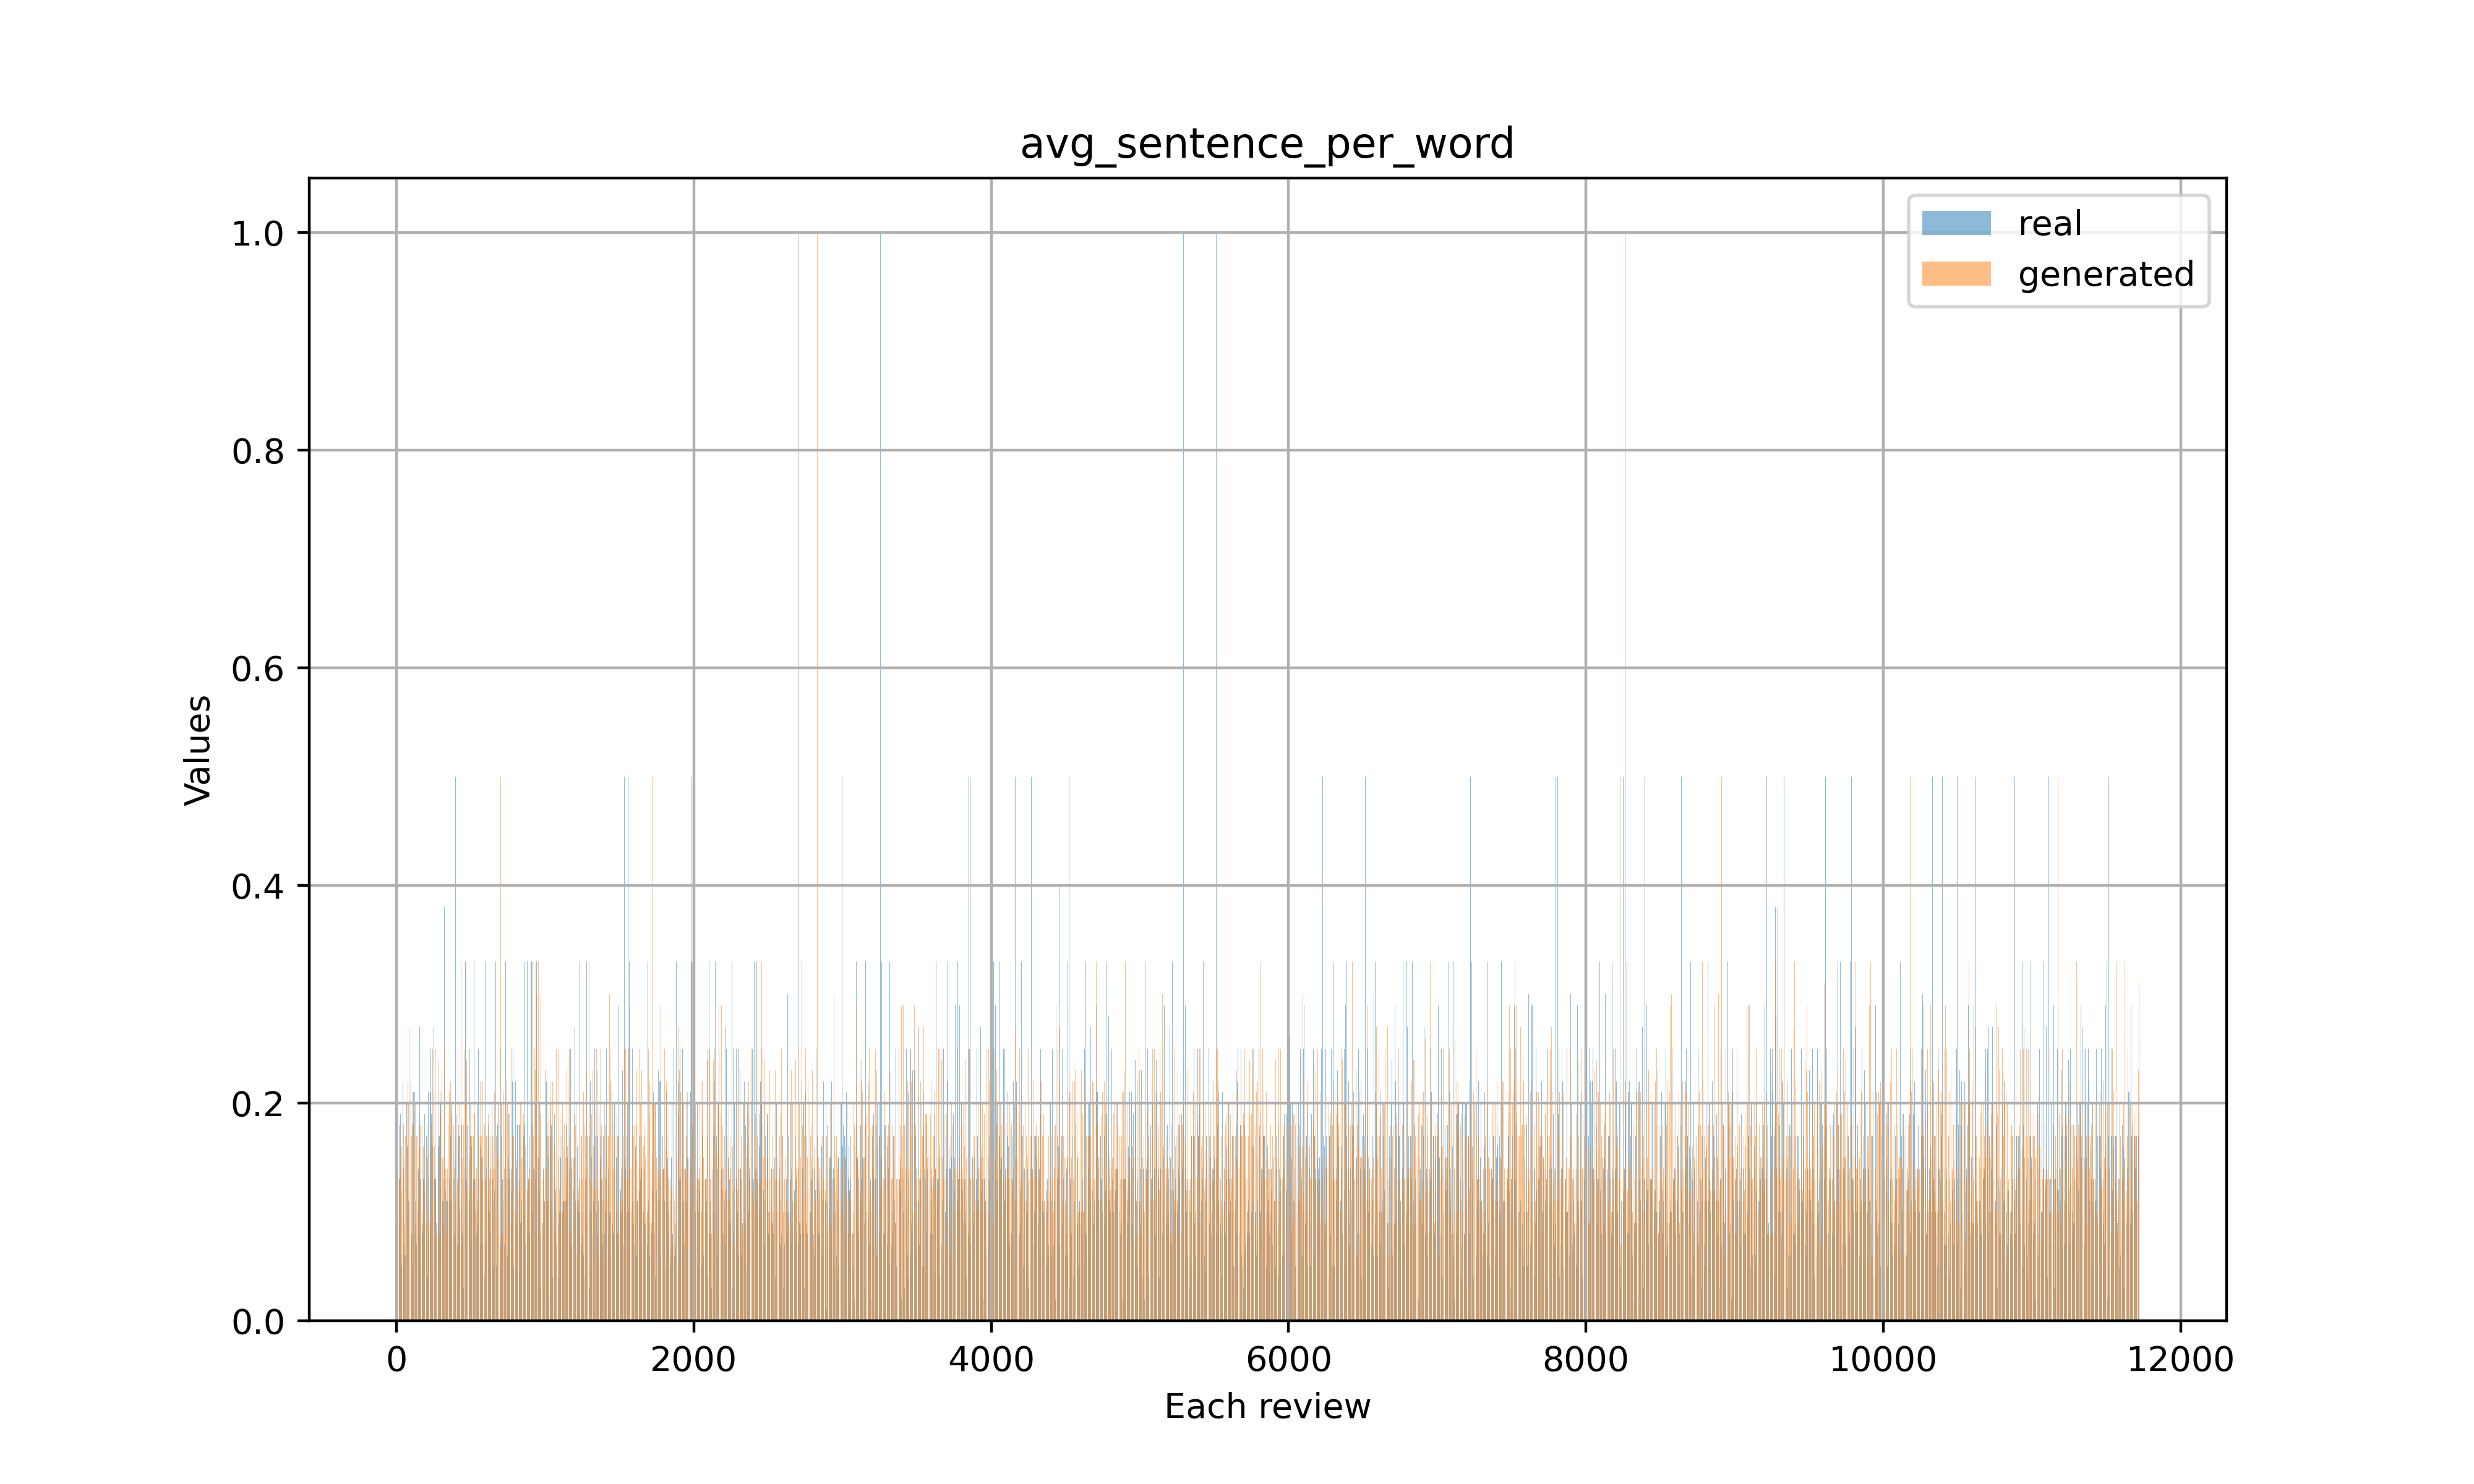 avg_sentence_per_word
real
generated
1.0
0.8
0.6
0.4
0.2
0.0
Values
0 2000 4000 6000 8000 10000 12000
Each review